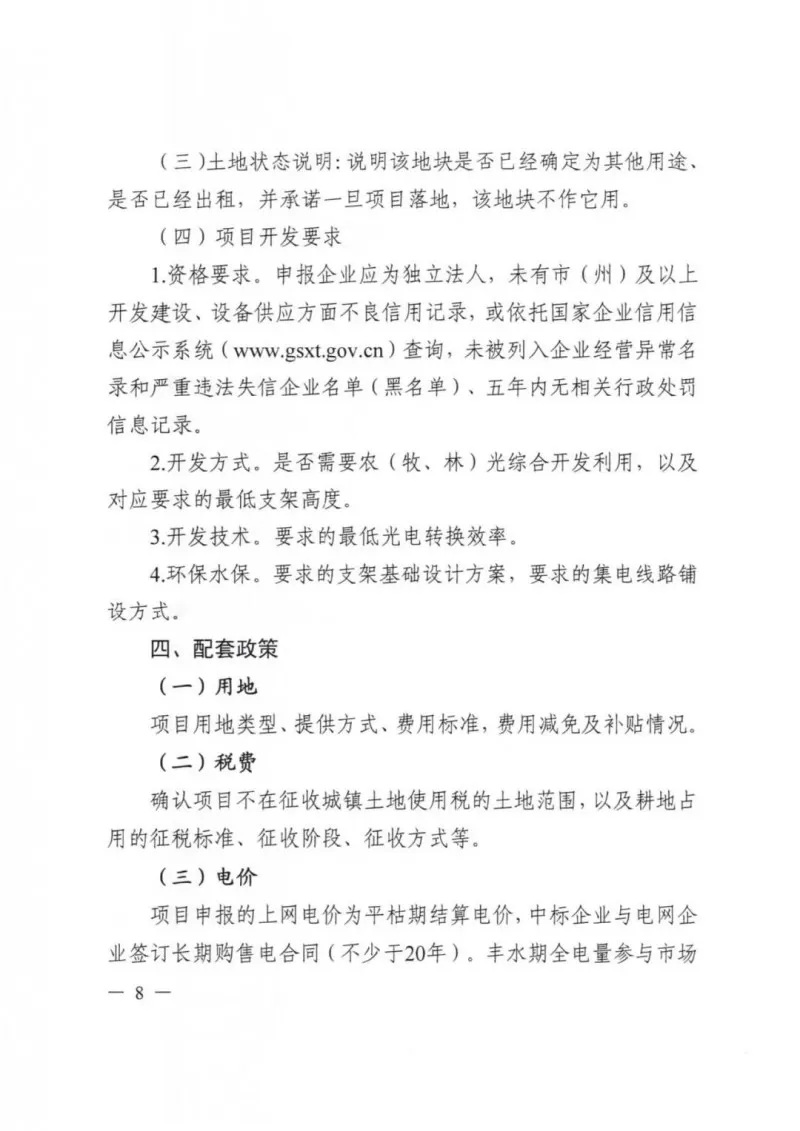 （三）土地状态说明：说明该地块是否已经确定为其他用途、
是否已经出租，并承诺一旦项目落地，该地块不作它用。
（四）项目开发要求
1.资格要求。申报企业应为独立法人，未有市（州）及以上
开发建设、设备供应方面不良信用记录，或依托国家企业信用信
息公示系统（www.gsxt.gov.cn）查询，未被列入企业经营异常名
录和严重违法失信企业名单（黑名单）、五年内无相关行政处罚
信息记录。
2.开发方式。是否需要农（牧、林）光综合开发利用，以及
对应要求的最低支架高度。
3.开发技术。要求的最低光电转换效率。
4.环保水保。要求的支架基础设计方案，要求的集电线路铺
设方式。
四、配套政策
（一）用地
项目用地类型、提供方式、费用标准，费用减免及补贴情况。
（二）税费
确认项目不在征收城镇土地使用税的土地范围，以及耕地占
用的征税标准、征收阶段、征收方式等。
（三）电价
项目申报的上网电价为平枯期结算电价，中标企业与电网企
业签订长期购售电合同（不少于20年）。丰水期全电量参与市场
— 8 —